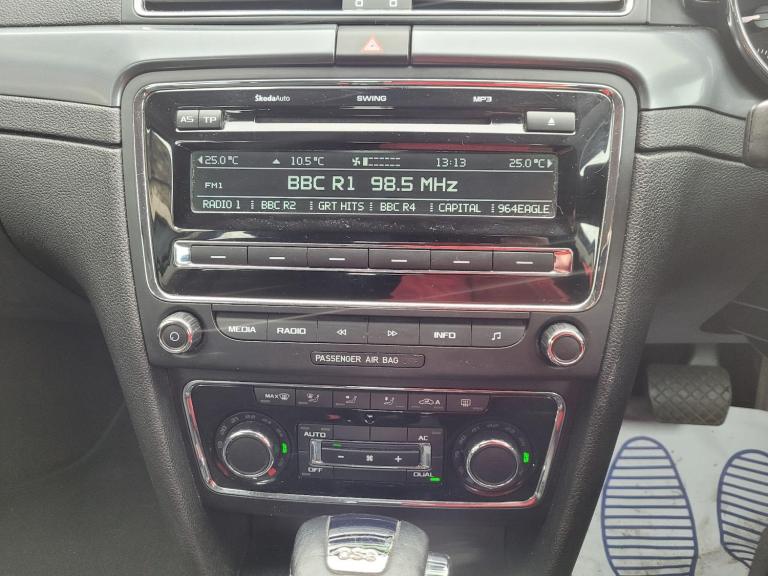 ŠkodaAuto SWING MP3
AS TP
25.0 °C 10.5 °C 13:13 25.0 °C
FM1 BBC R1 98.5 MHz
RADIO 1 BBC R2 GRT HITS BBC R4 CAPITAL 964EAGLE
MEDIA RADIO INFO
PASSENGER AIR BAG
MAX A
AUTO AC
OFF DUAL
DSG